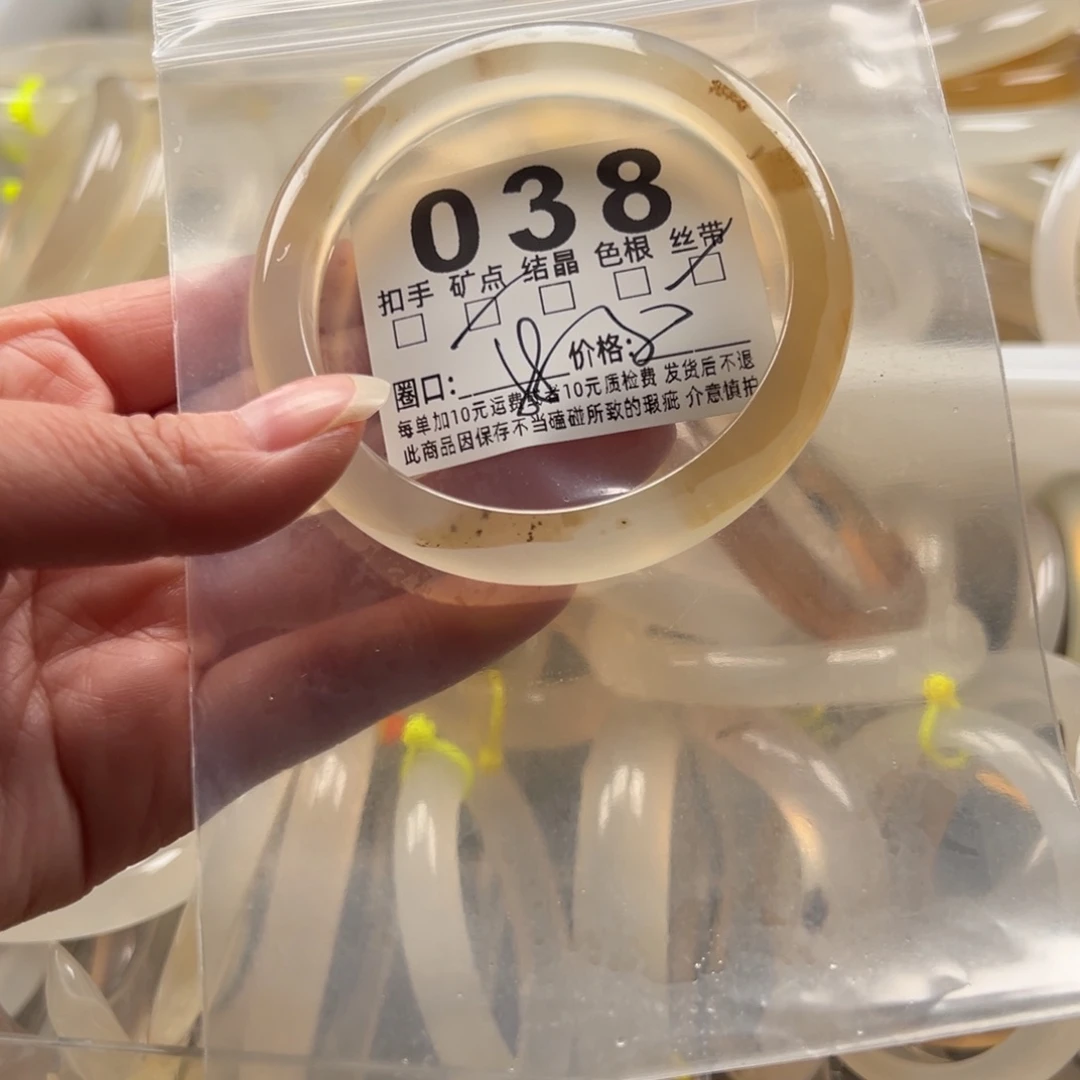 038
扣手 矿点 结晶 色根 丝带
圈口: 价格:
每单加10元运费或者10元质检费 发货后不退
此商品因保存不当磕碰所致的瑕疵 介意慎拍